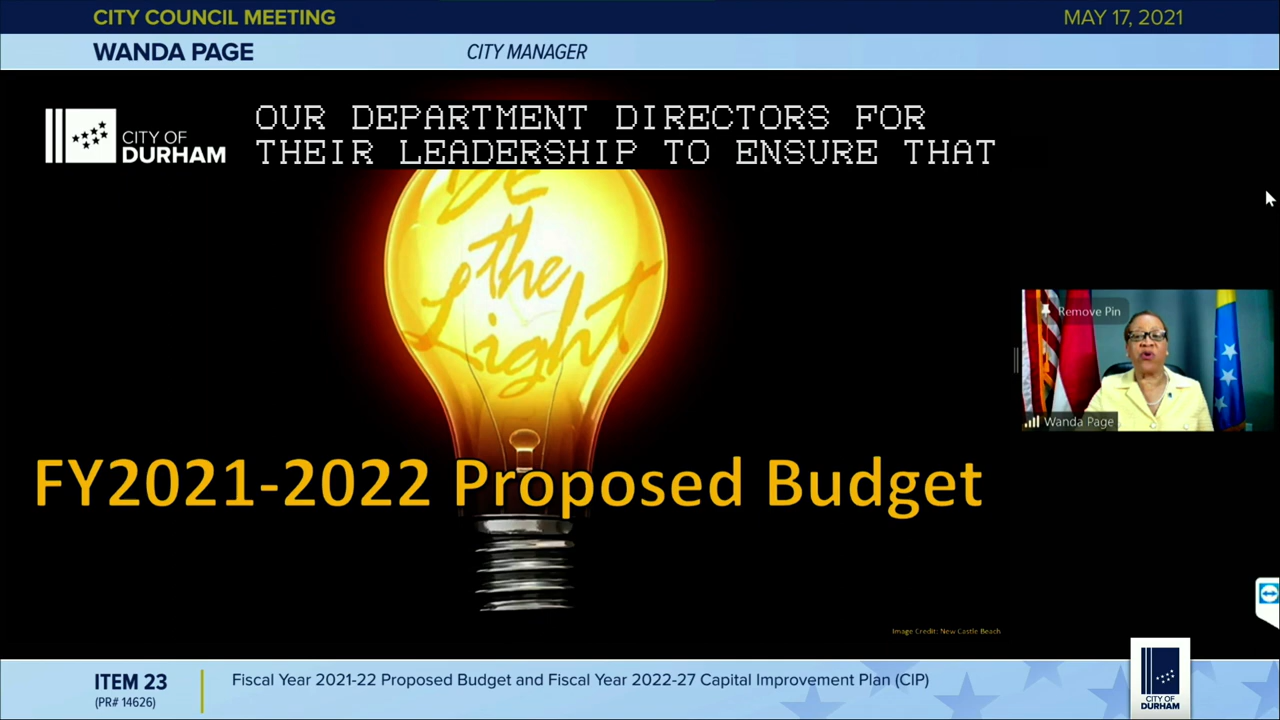 CITY COUNCIL MEETING
MAY 17, 2021
WANDA PAGE
CITY MANAGER
CITY OF
DURHAM
OUR DEPARTMENT DIRECTORS FOR
THEIR LEADERSHIP TO ENSURE THAT
Be
the
Light
Remove Pin
Wanda Page
FY2021-2022 Proposed Budget
Image Credit: New Castle Beach
ITEM 23
(PR# 14626)
Fiscal Year 2021-22 Proposed Budget and Fiscal Year 2022-27 Capital Improvement Plan (CIP)
CITY OF
DURHAM